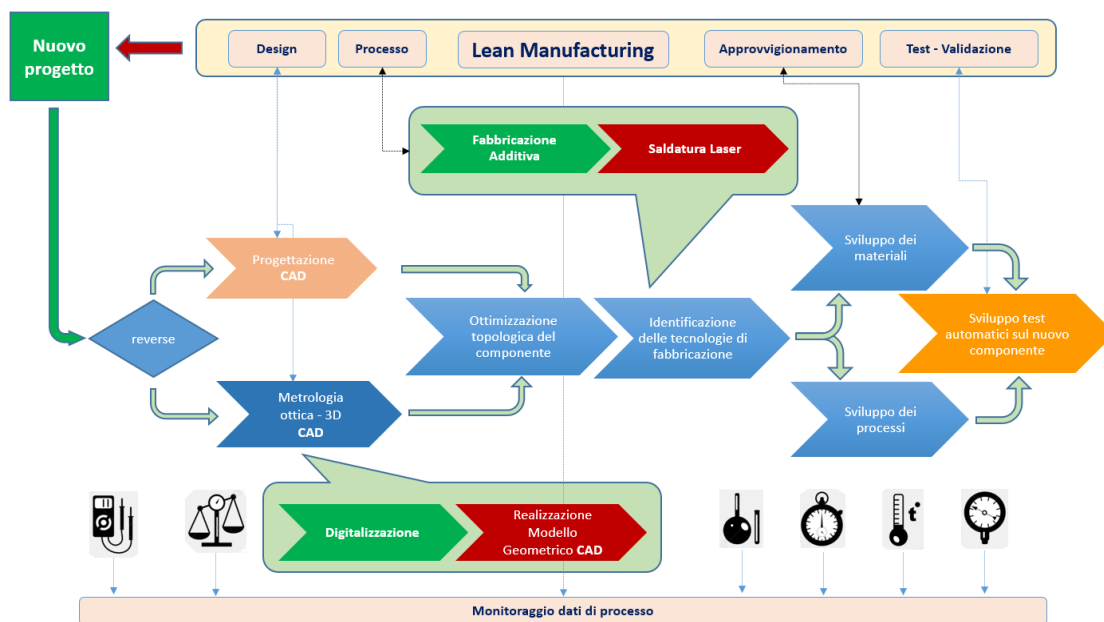 Nuovo
progetto
Design
Processo
Lean Manufacturing
Approvvigionamento
Test - Validazione
Fabbricazione
Additiva
Saldatura Laser
reverse
Progettazione
CAD
Metrologia
ottica - 3D
CAD
Ottimizzazione
topologica del
componente
Identificazione
delle tecnologie di
fabbricazione
Sviluppo dei
materiali
Sviluppo dei
processi
Sviluppo test
automatici sul nuovo
componente
Digitalizzazione
Realizzazione
Modello
Geometrico CAD
t°
Monitoraggio dati di processo